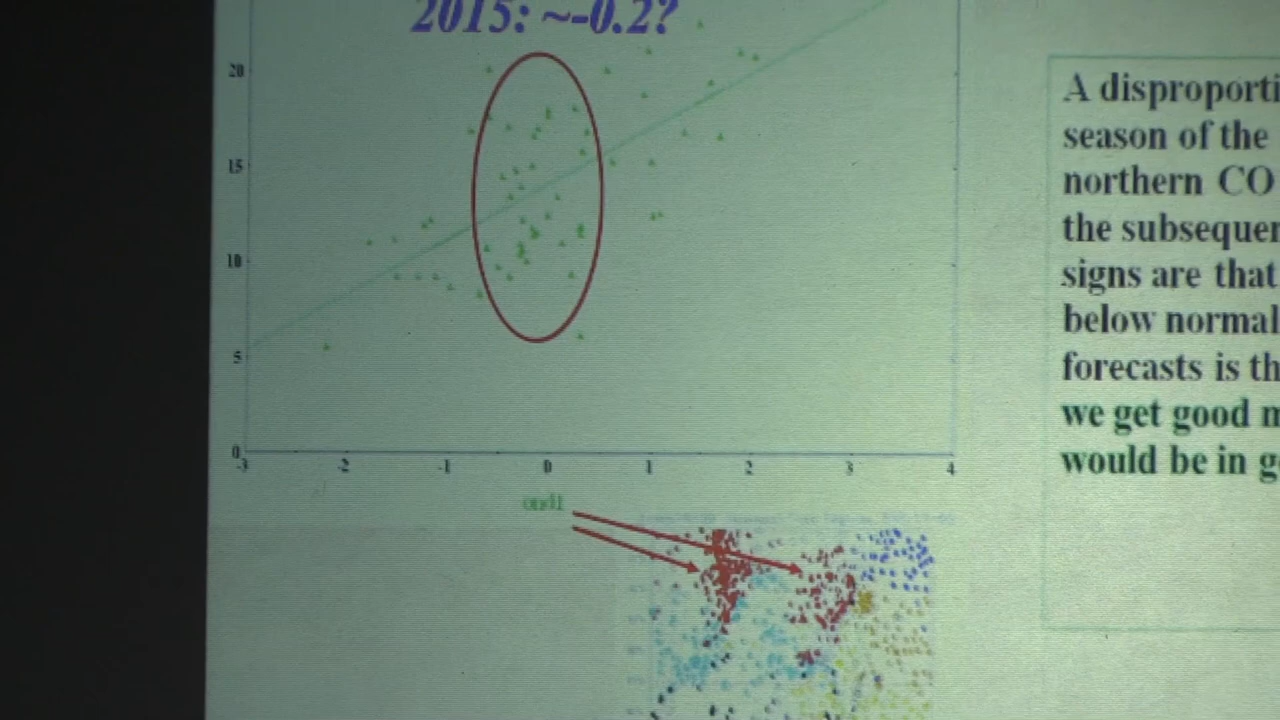 2015: ~-0.2?
20
15
10
5
0
-3 -2 -1 0 1 2 3 4
A disproporti
season of the
northern CO
the subsequen
signs are that
below normal
forecasts is th
we get good m
would be in g